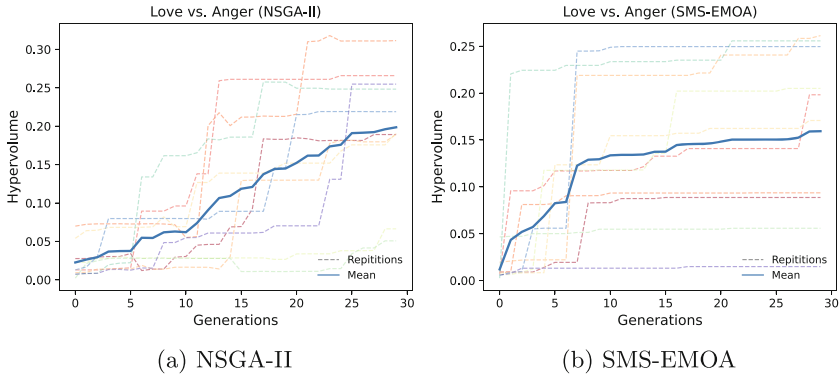 Love vs. Anger (NSGA-II)
Hypervolume
0.30
0.25
0.20
0.15
0.10
0.05
0.00
0 5 10 15 20 25 30
Generations
Repititions
Mean
(a) NSGA-II
Love vs. Anger (SMS-EMOA)
Hypervolume
0.25
0.20
0.15
0.10
0.05
0.00
0 5 10 15 20 25 30
Generations
Repititions
Mean
(b) SMS-EMOA